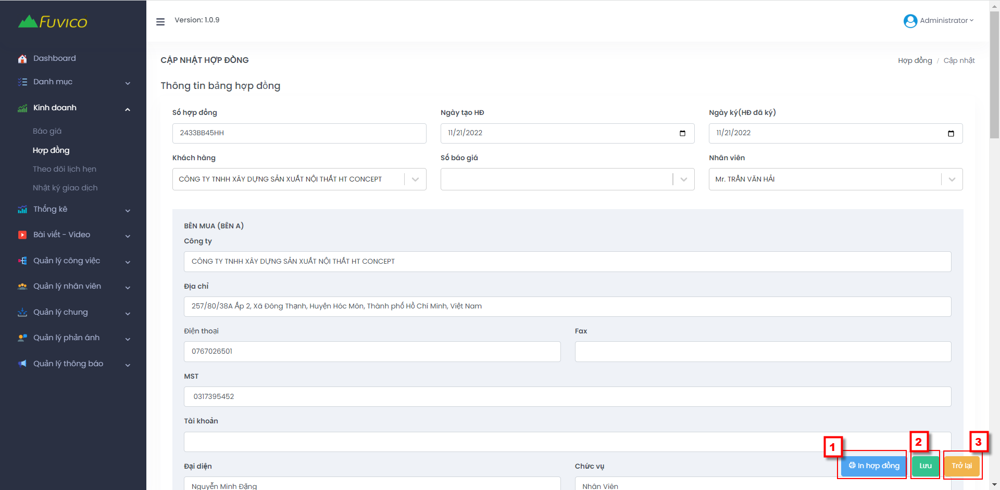 FUVICO
Version: 1.0.9
Administrator
Dashboard
Danh mục
Kinh doanh
Báo giá
Hợp đồng
Theo dõi lịch hẹn
Nhật ký giao dịch
Thống kê
Bài viết - Video
Quản lý công việc
Quản lý nhân viên
Quản lý chung
Quản lý phản ánh
Quản lý thông báo
CẬP NHẬT HỢP ĐỒNG
Hợp đồng / Cập nhật
Thông tin bảng hợp đồng
Số hợp đồng
Ngày tạo HĐ
Ngày ký(HĐ đã ký)
2433BB45HH
11/21/2022
11/21/2022
Khách hàng
Số báo giá
Nhân viên
CÔNG TY TNHH XÂY DỰNG SẢN XUẤT NỘI THẤT HT CONCEPT
Mr. TRẦN VĂN HẢI
BÊN MUA (BÊN A)
Công ty
CÔNG TY TNHH XÂY DỰNG SẢN XUẤT NỘI THẤT HT CONCEPT
Địa chỉ
257/80/38A Ấp 2, Xã Đông Thạnh, Huyện Hóc Môn, Thành phố Hồ Chí Minh, Việt Nam
Điện thoại
Fax
0767026501
MST
0317395452
Tài khoản
Đại diện
Chức vụ
Nguyễn Minh Đặng
Nhân Viên
1
2
3
In hợp đồng
Lưu
Trở lại